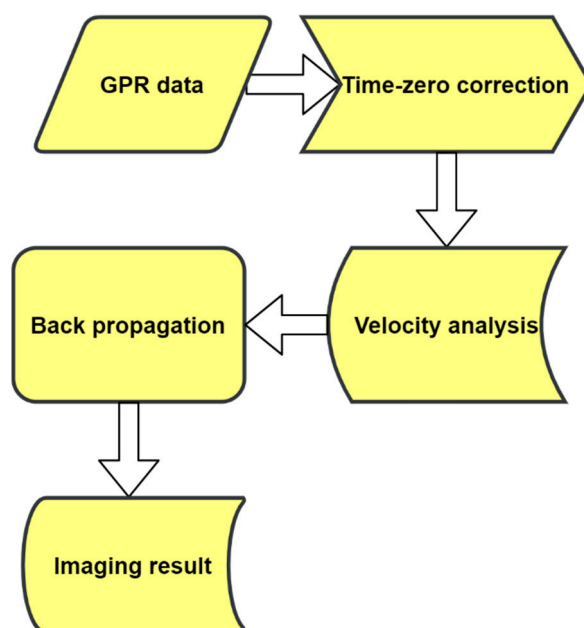 GPR data
Time-zero correction
Velocity analysis
Back propagation
Imaging result